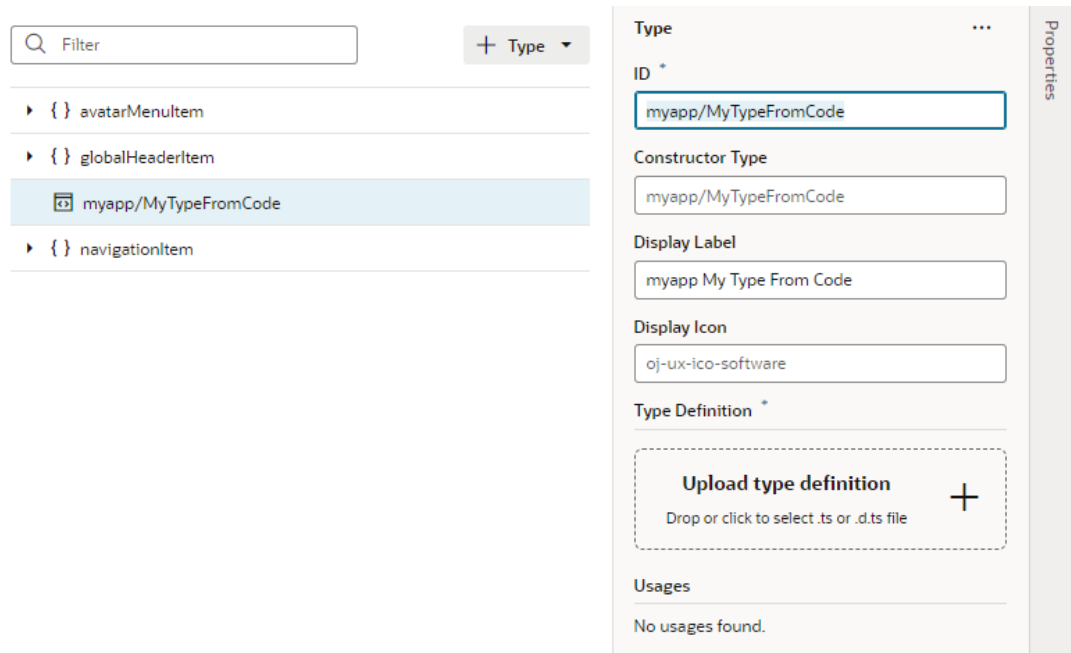 Filter
+ Type
{ } avatarMenuItem
{ } globalHeaderItem
myapp/MyTypeFromCode
{ } navigationItem
Type
ID *
myapp/MyTypeFromCode
Constructor Type
myapp/MyTypeFromCode
Display Label
myapp My Type From Code
Display Icon
oj-ux-ico-software
Type Definition *
Upload type definition
Drop or click to select .ts or .d.ts file
Usages
No usages found.
Properties